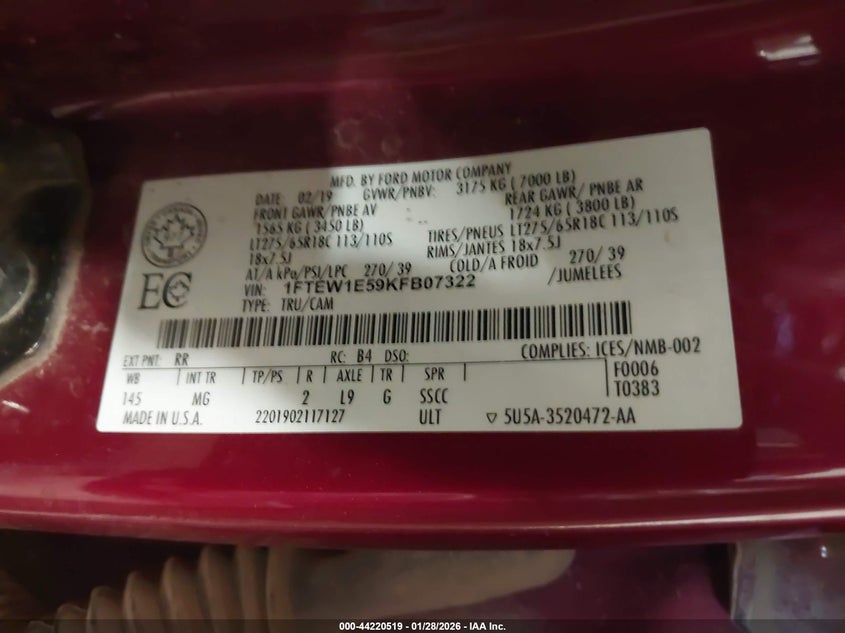 MFD. BY FORD MOTOR COMPANY
DATE: 02/19 GVWR/PNBV: 3175 KG ( 7000 LB)
FRONT GAWR/PNBE AV REAR GAWR/ PNBE AR
1565 KG ( 3450 LB) 1724 KG ( 3800 LB)
LT275/65R18C 113/110S TIRES/PNEUS LT275/65R18C 113/110S
18x7.5J RIMS/JANTES 18x7.5J
AT/A kPa/PSI/LPC 270/ 39 COLD/A FROID 270/ 39
VIN: 1FTEW1E59KFB07322 /JUMELEES
TYPE: TRU/CAM
EC
EXT PNT: RR RC: B4 DSO: COMPLIES: ICES/NMB-002
WB INT TR TP/PS R AXLE TR SPR F0006
145 MG 2 L9 G SSCC T0383
MADE IN U.S.A. 2201902117127 ULT ▽ 5U5A-3520472-AA
000-44220519 | 01/28/2026 - IAA Inc.